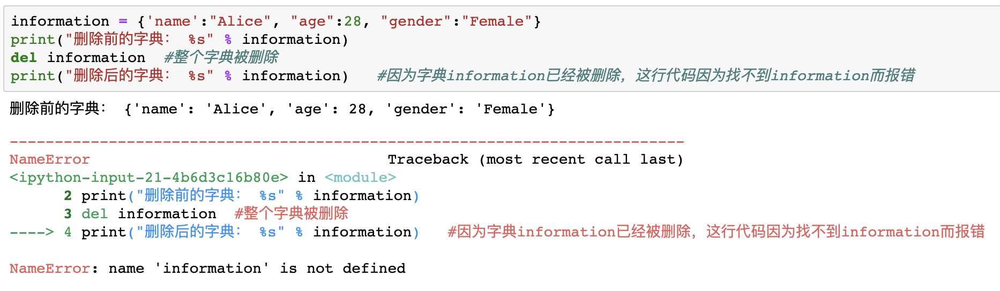 information = {'name':"Alice", "age":28, "gender":"Female"}
print("删除前的字典： %s" % information)
del information  #整个字典被删除
print("删除后的字典： %s" % information)   #因为字典information已经被删除，这行代码因为找不到information而报错
删除前的字典： {'name': 'Alice', 'age': 28, 'gender': 'Female'}
---------------------------------------------------------------------------
NameError                                 Traceback (most recent call last)
<ipython-input-21-4b6d3c16b80e> in <module>
      2 print("删除前的字典： %s" % information)
      3 del information  #整个字典被删除
----> 4 print("删除后的字典： %s" % information)   #因为字典information已经被删除，这行代码因为找不到information而报错
NameError: name 'information' is not defined